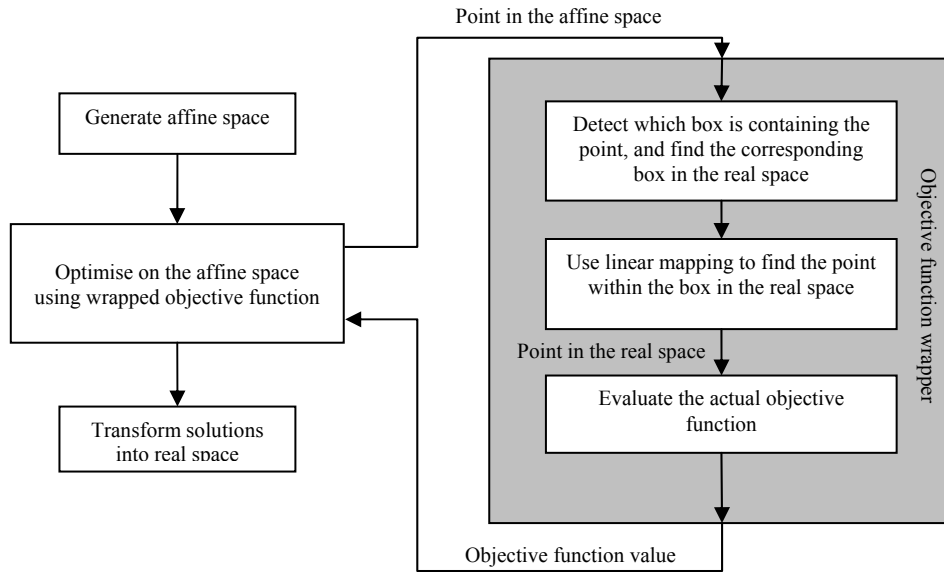 Point in the affine space
Generate affine space
Optimise on the affine space
using wrapped objective function
Transform solutions
into real space
Detect which box is containing the
point, and find the corresponding
box in the real space
Use linear mapping to find the point
within the box in the real space
Point in the real space
Evaluate the actual objective
function
Objective function wrapper
Objective function value